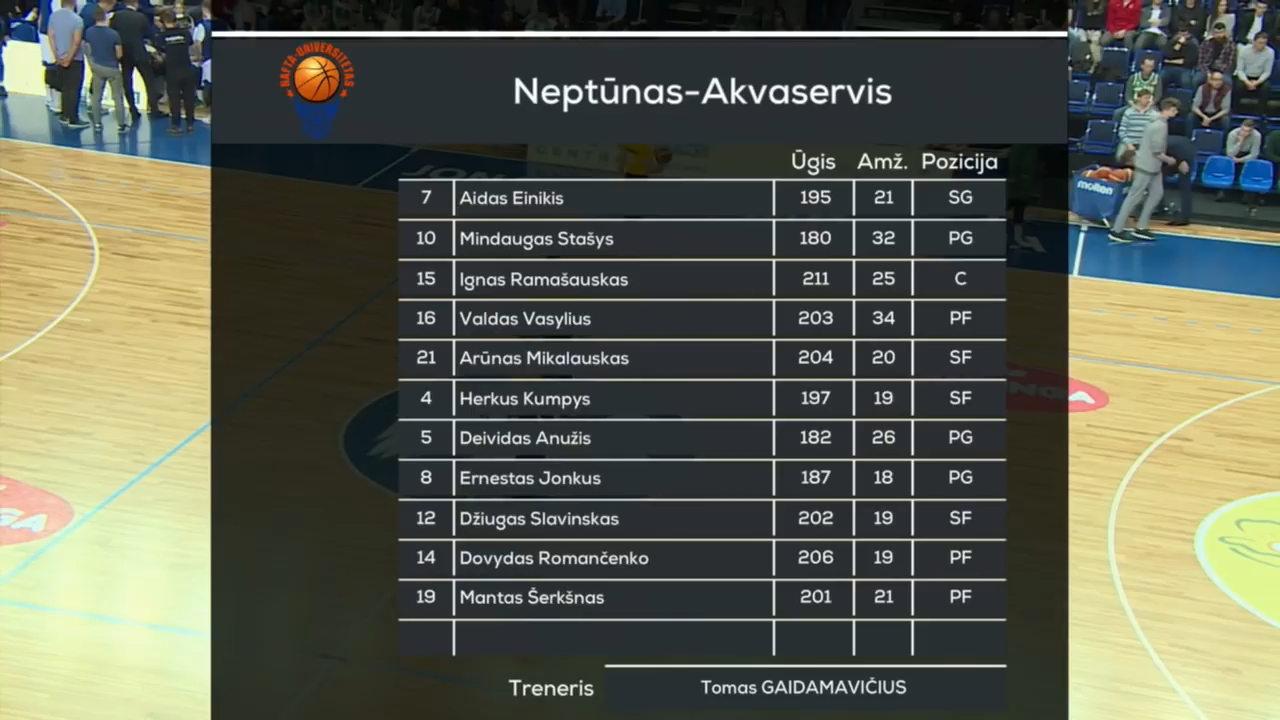 NAFTA-UNIVERSITETAS
Neptūnas-Akvaservis
Ūgis Amž. Pozicija
7 Aidas Einikis 195 21 SG
10 Mindaugas Stašys 180 32 PG
15 Ignas Ramašauskas 211 25 C
16 Valdas Vasylius 203 34 PF
21 Arūnas Mikalauskas 204 20 SF
4 Herkus Kumpys 197 19 SF
5 Deividas Anužis 182 26 PG
8 Ernestas Jonkus 187 18 PG
12 Džiugas Slavinskas 202 19 SF
14 Dovydas Romančenko 206 19 PF
19 Mantas Šerkšnas 201 21 PF
Treneris Tomas GAIDAMAVIČIUS
molten